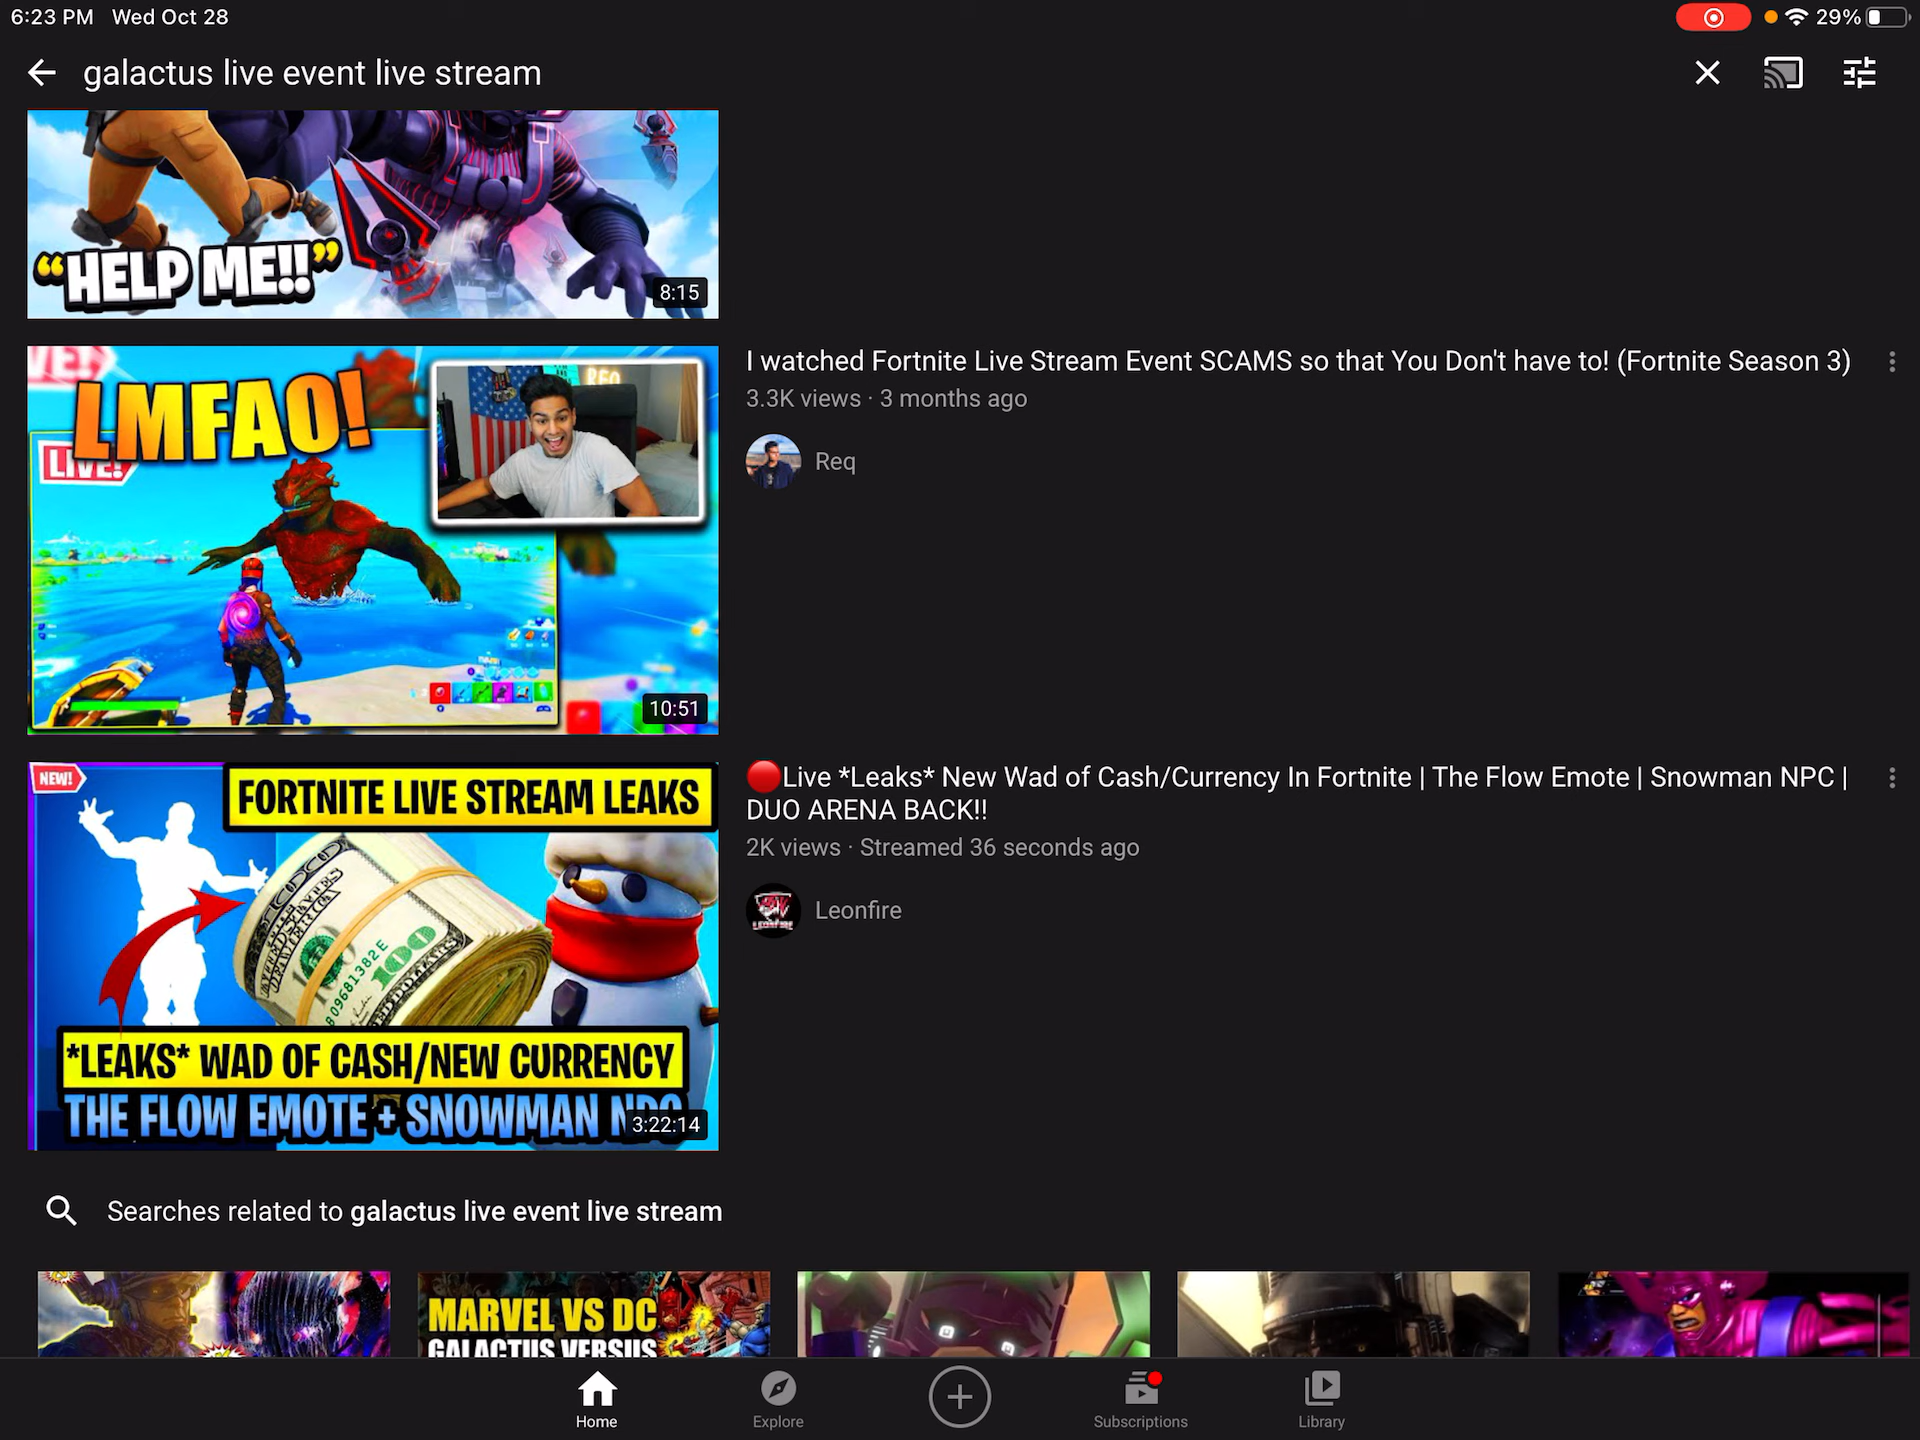 6:23 PM Wed Oct 28
29%
galactus live event live stream
“HELP ME!!”
8:15
LMFAO!
LIVE!
10:51
I watched Fortnite Live Stream Event SCAMS so that You Don't have to! (Fortnite Season 3)
3.3K views · 3 months ago
Req
NEW!
FORTNITE LIVE STREAM LEAKS
100
*LEAKS* WAD OF CASH/NEW CURRENCY
THE FLOW EMOTE + SNOWMAN NPC
3:22:14
🔴Live *Leaks* New Wad of Cash/Currency In Fortnite | The Flow Emote | Snowman NPC |
DUO ARENA BACK!!
2K views · Streamed 36 seconds ago
Leonfire
Searches related to galactus live event live stream
MARVEL VS DC
GALACTUS VERSUS
Home
Explore
Subscriptions
Library